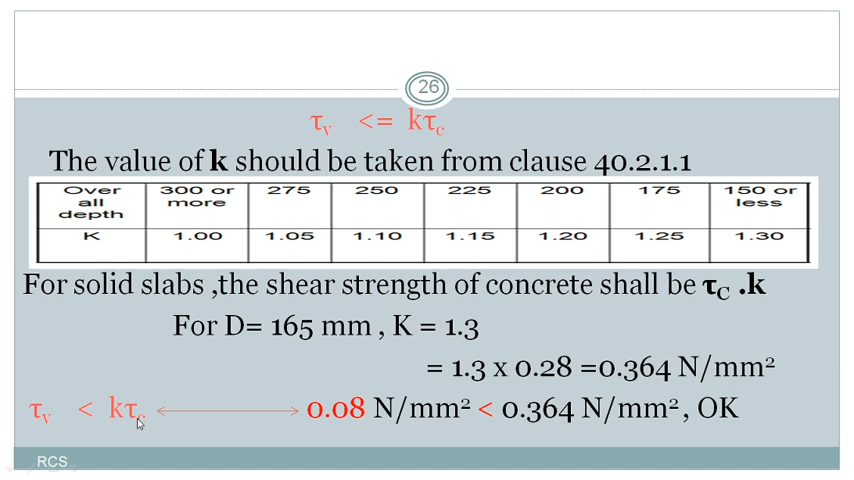 26
τv <= kτc
The value of k should be taken from clause 40.2.1.1
Over all depth 300 or more 275 250 225 200 175 150 or less
K 1.00 1.05 1.10 1.15 1.20 1.25 1.30
For solid slabs ,the shear strength of concrete shall be τC .k
For D= 165 mm , K = 1.3
= 1.3 x 0.28 =0.364 N/mm²
τv < kτc 0.08 N/mm² < 0.364 N/mm² , OK
RCS